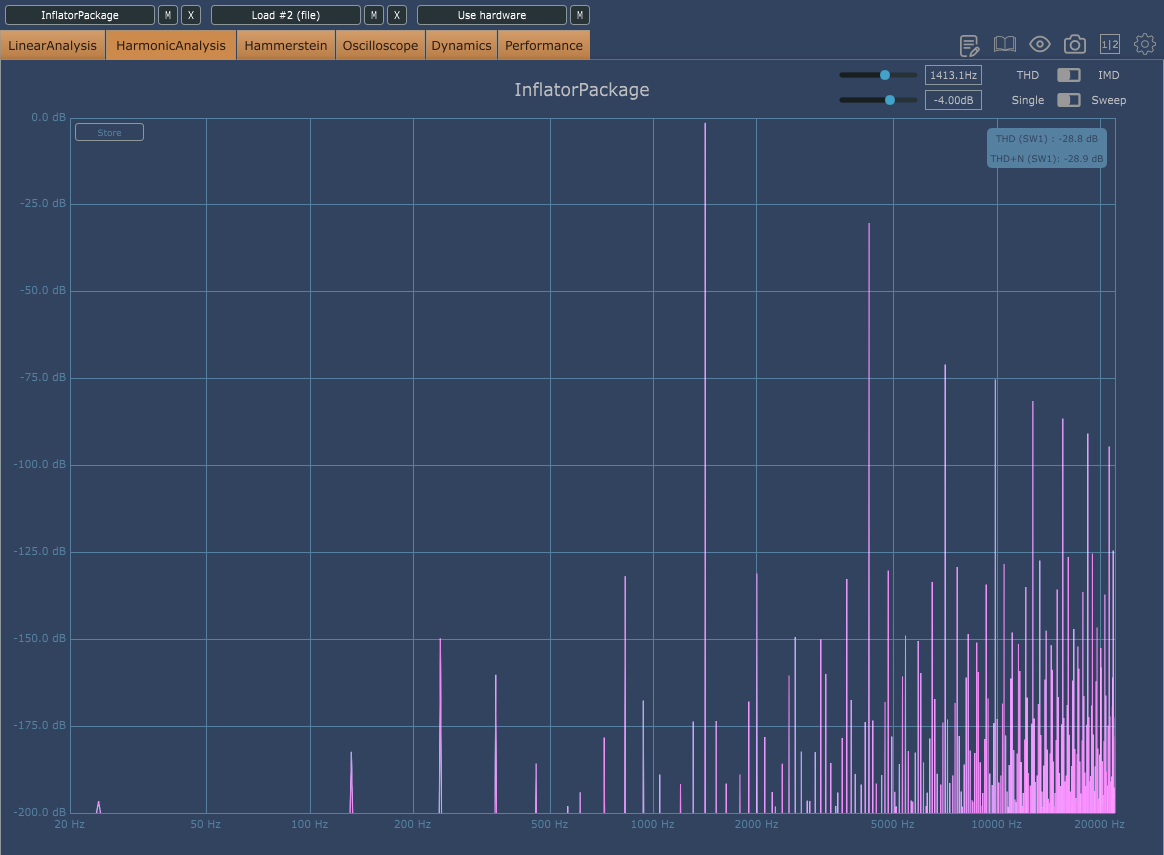 InflatorPackage M X Load #2 (file) M X Use hardware M
LinearAnalysis HarmonicAnalysis Hammerstein Oscilloscope Dynamics Performance 1|2
InflatorPackage
1413.1Hz THD IMD
-4.00dB Single Sweep
Store
THD (SW1) : -28.8 dB
THD+N (SW1): -28.9 dB
0.0 dB
-25.0 dB
-50.0 dB
-75.0 dB
-100.0 dB
-125.0 dB
-150.0 dB
-175.0 dB
-200.0 dB
20 Hz 50 Hz 100 Hz 200 Hz 500 Hz 1000 Hz 2000 Hz 5000 Hz 10000 Hz 20000 Hz